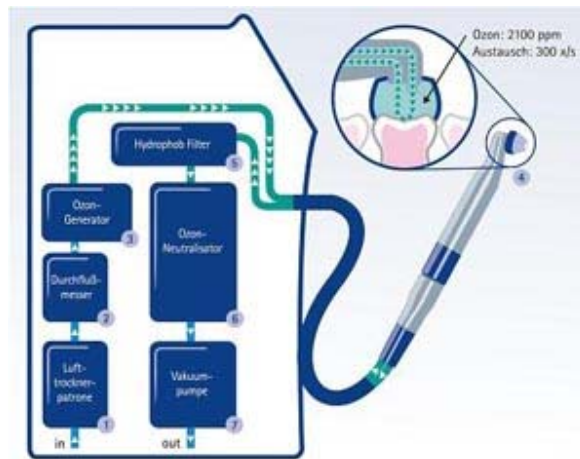 Ozon: 2100 ppm
Austausch: 300 x/s
Hydrophob Filter
5
4
Ozon-
Generator
3
Ozon-
Neutralisator
6
Durchfluß-
messer
2
Luft-
trockner-
patrone
1
Vakuum-
pumpe
7
in
out